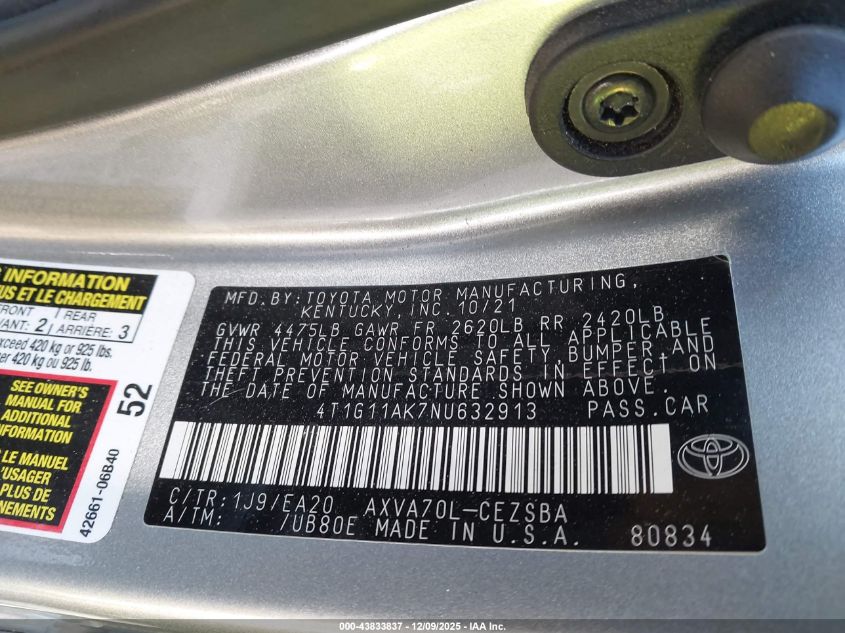 G INFORMATION
US ET LE CHARGEMENT
FRONT
REAR
VANT: 2
ARRIÈRE: 3
exceed 420 kg or 925 lbs.
er 420 kg ou 925 lb.
SEE OWNER'S
MANUAL FOR
ADDITIONAL
INFORMATION
LE MANUEL
'USAGER
PLUS DE
NEMENTS
52
42661-06B40
MFD. BY: TOYOTA MOTOR MANUFACTURING,
KENTUCKY, INC. 10/21
GVWR 4475LB GAWR FR 2620LB RR 2420LB
THIS VEHICLE CONFORMS TO ALL APPLICABLE
FEDERAL MOTOR VEHICLE SAFETY, BUMPER, AND
THEFT PREVENTION STANDARDS IN EFFECT ON
THE DATE OF MANUFACTURE SHOWN ABOVE.
4T1G11AK7NU632913 PASS. CAR
C/TR: 1J9/EA20 AXVA70L-CEZSBA
A/TM: /UB80E MADE IN U.S.A. 80834
000-43833837 - 12/09/2025 - IAA Inc.